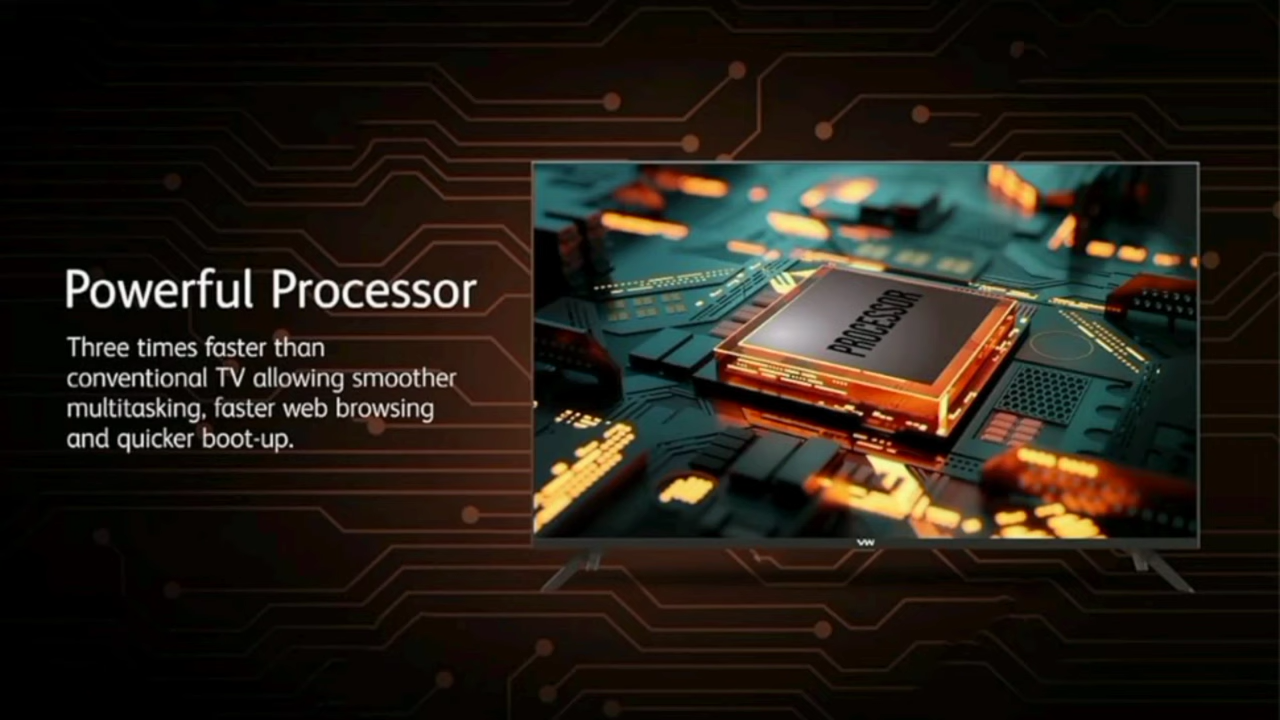 Powerful Processor
Three times faster than
conventional TV allowing smoother
multitasking, faster web browsing
and quicker boot-up.
PROCESSOR
VW